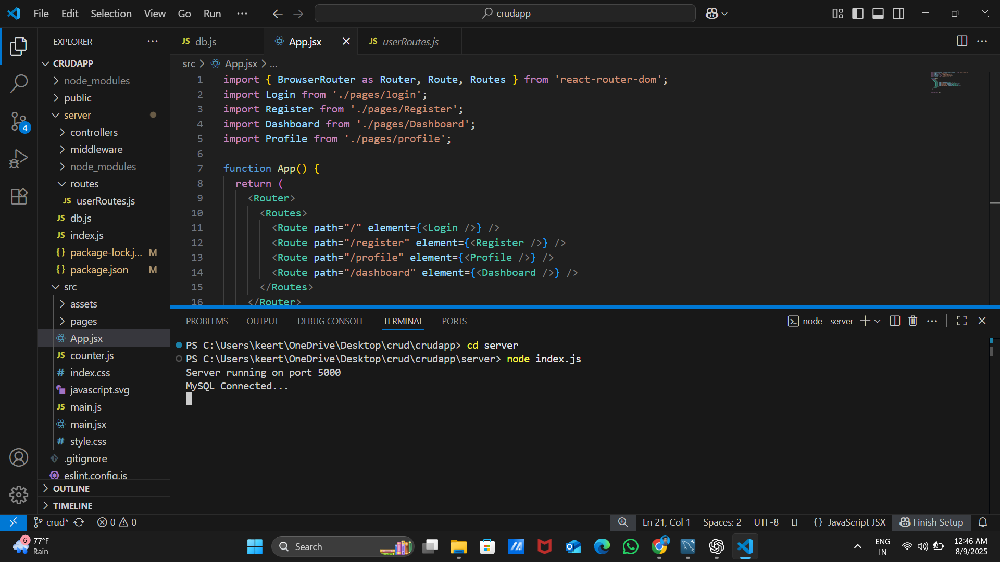 File Edit Selection View Go Run ··· crudapp
EXPLORER
CRUDAPP
node_modules
public
server
controllers
middleware
node_modules
routes
JS userRoutes.js
JS db.js
JS index.js
{} package-lock.j... M
{} package.json M
src
assets
pages
App.jsx
JS counter.js
# index.css
javascript.svg
JS main.js
main.jsx
# style.css
.gitignore
eslint.config.js
OUTLINE
TIMELINE
4
JS db.js App.jsx JS userRoutes.js
src > App.jsx > ...
1 import { BrowserRouter as Router, Route, Routes } from 'react-router-dom';
2 import Login from './pages/login';
3 import Register from './pages/Register';
4 import Dashboard from './pages/Dashboard';
5 import Profile from './pages/profile';
6
7 function App() {
8 return (
9 <Router>
10 <Routes>
11 <Route path="/" element={<Login />} />
12 <Route path="/register" element={<Register />} />
13 <Route path="/profile" element={<Profile />} />
14 <Route path="/dashboard" element={<Dashboard />} />
15 </Routes>
16 </Router>
PROBLEMS OUTPUT DEBUG CONSOLE TERMINAL PORTS node - server
PS C:\Users\keert\OneDrive\Desktop\crud\crudapp> cd server
PS C:\Users\keert\OneDrive\Desktop\crud\crudapp\server> node index.js
Server running on port 5000
MySQL Connected...
crud* 0 0 Ln 21, Col 1 Spaces: 2 UTF-8 LF {} JavaScript JSX Finish Setup
6 77°F
Rain
Search
ENG
IN
12:46 AM
8/9/2025